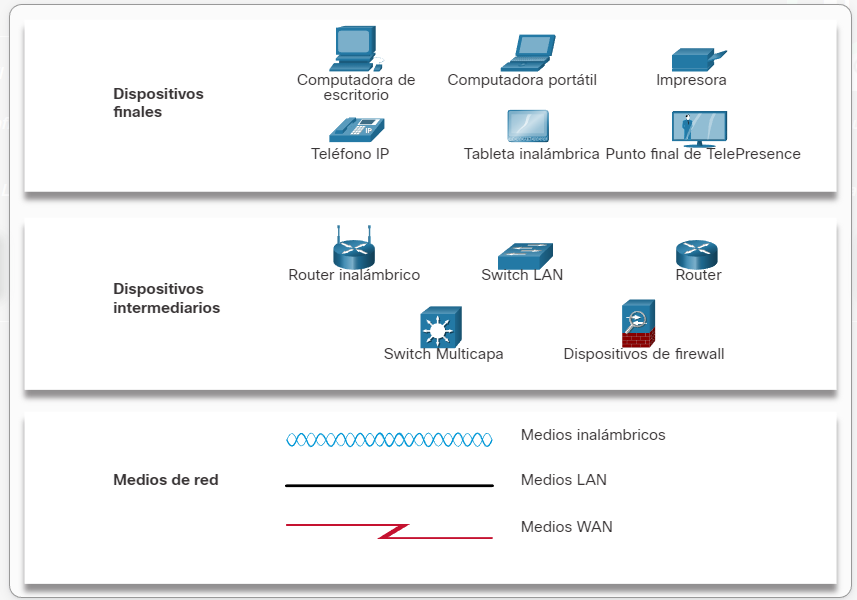 Dispositivos
finales
Computadora de
escritorio
Computadora portátil
Impresora
IP
Teléfono IP
Tableta inalámbrica
Punto final de TelePresence
Dispositivos
intermediarios
Router inalámbrico
Switch LAN
Router
Switch Multicapa
Dispositivos de firewall
Medios de red
Medios inalámbricos
Medios LAN
Medios WAN